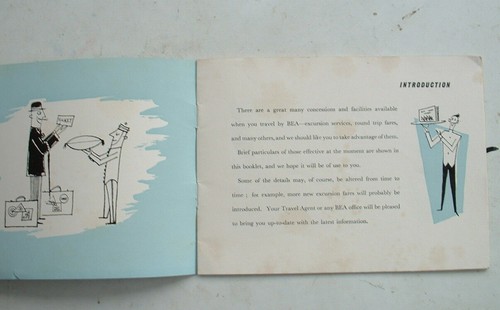 TICKET
INTRODUCTION
There are a great many concessions and facilities available
when you travel by BEA—excursion services, round trip fares,
and many others, and we should like you to take advantage of them.
Brief particulars of those effective at the moment are shown in
this booklet, and we hope it will be of use to you.
Some of the details may, of course, be altered from time to
time ; for example, more new excursion fares will probably be
introduced. Your Travel Agent or any BEA office will be pleased
to bring you up-to-date with the latest information.